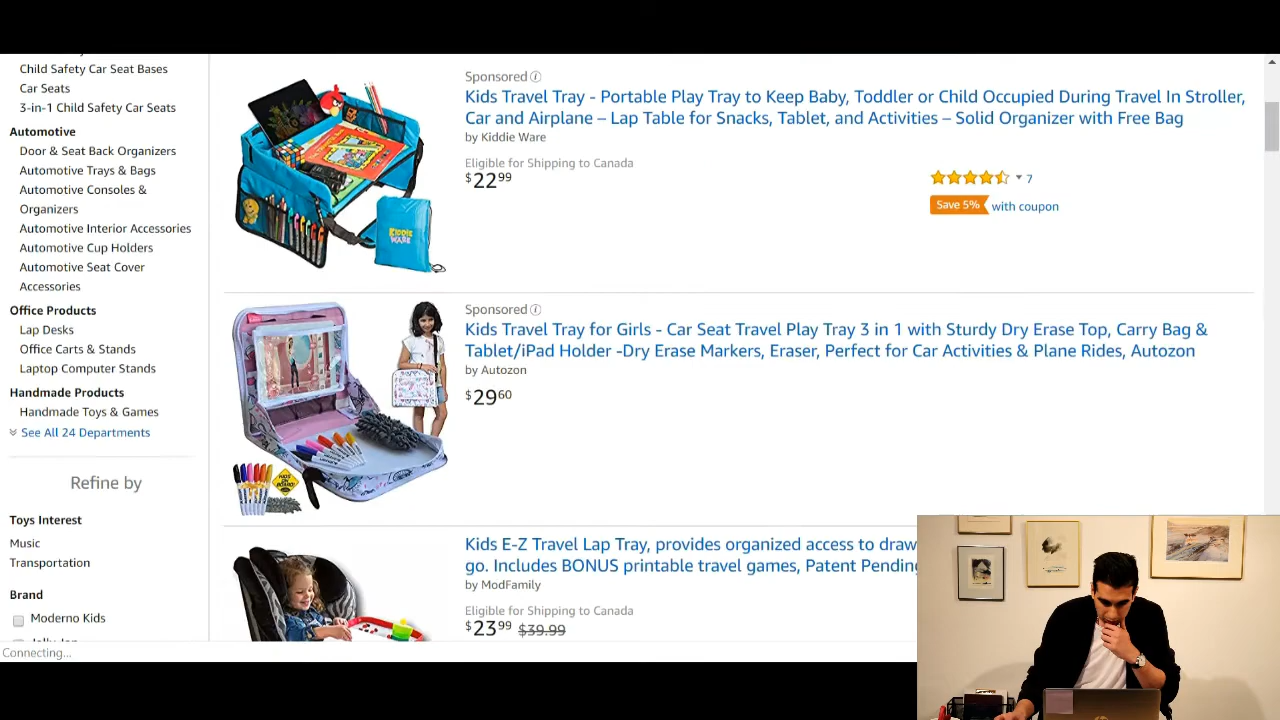 Child Safety Car Seat Bases
Car Seats
3-in-1 Child Safety Car Seats
Automotive
Door & Seat Back Organizers
Automotive Trays & Bags
Automotive Consoles &
Organizers
Automotive Interior Accessories
Automotive Cup Holders
Automotive Seat Cover
Accessories
Office Products
Lap Desks
Office Carts & Stands
Laptop Computer Stands
Handmade Products
Handmade Toys & Games
See All 24 Departments
Refine by
Toys Interest
Music
Transportation
Brand
Moderno Kids
Connecting...
Sponsored
Kids Travel Tray - Portable Play Tray to Keep Baby, Toddler or Child Occupied During Travel In Stroller,
Car and Airplane – Lap Table for Snacks, Tablet, and Activities – Solid Organizer with Free Bag
by Kiddie Ware
Eligible for Shipping to Canada
$22 99
7
Save 5% with coupon
KIDDIE
WARE
Sponsored
Kids Travel Tray for Girls - Car Seat Travel Play Tray 3 in 1 with Sturdy Dry Erase Top, Carry Bag &
Tablet/iPad Holder -Dry Erase Markers, Eraser, Perfect for Car Activities & Plane Rides, Autozon
by Autozon
$29 60
KIDS
ON
BOARD!
Kids E-Z Travel Lap Tray, provides organized access to draw
go. Includes BONUS printable travel games, Patent Pending
by ModFamily
Eligible for Shipping to Canada
$23 99 $39.99